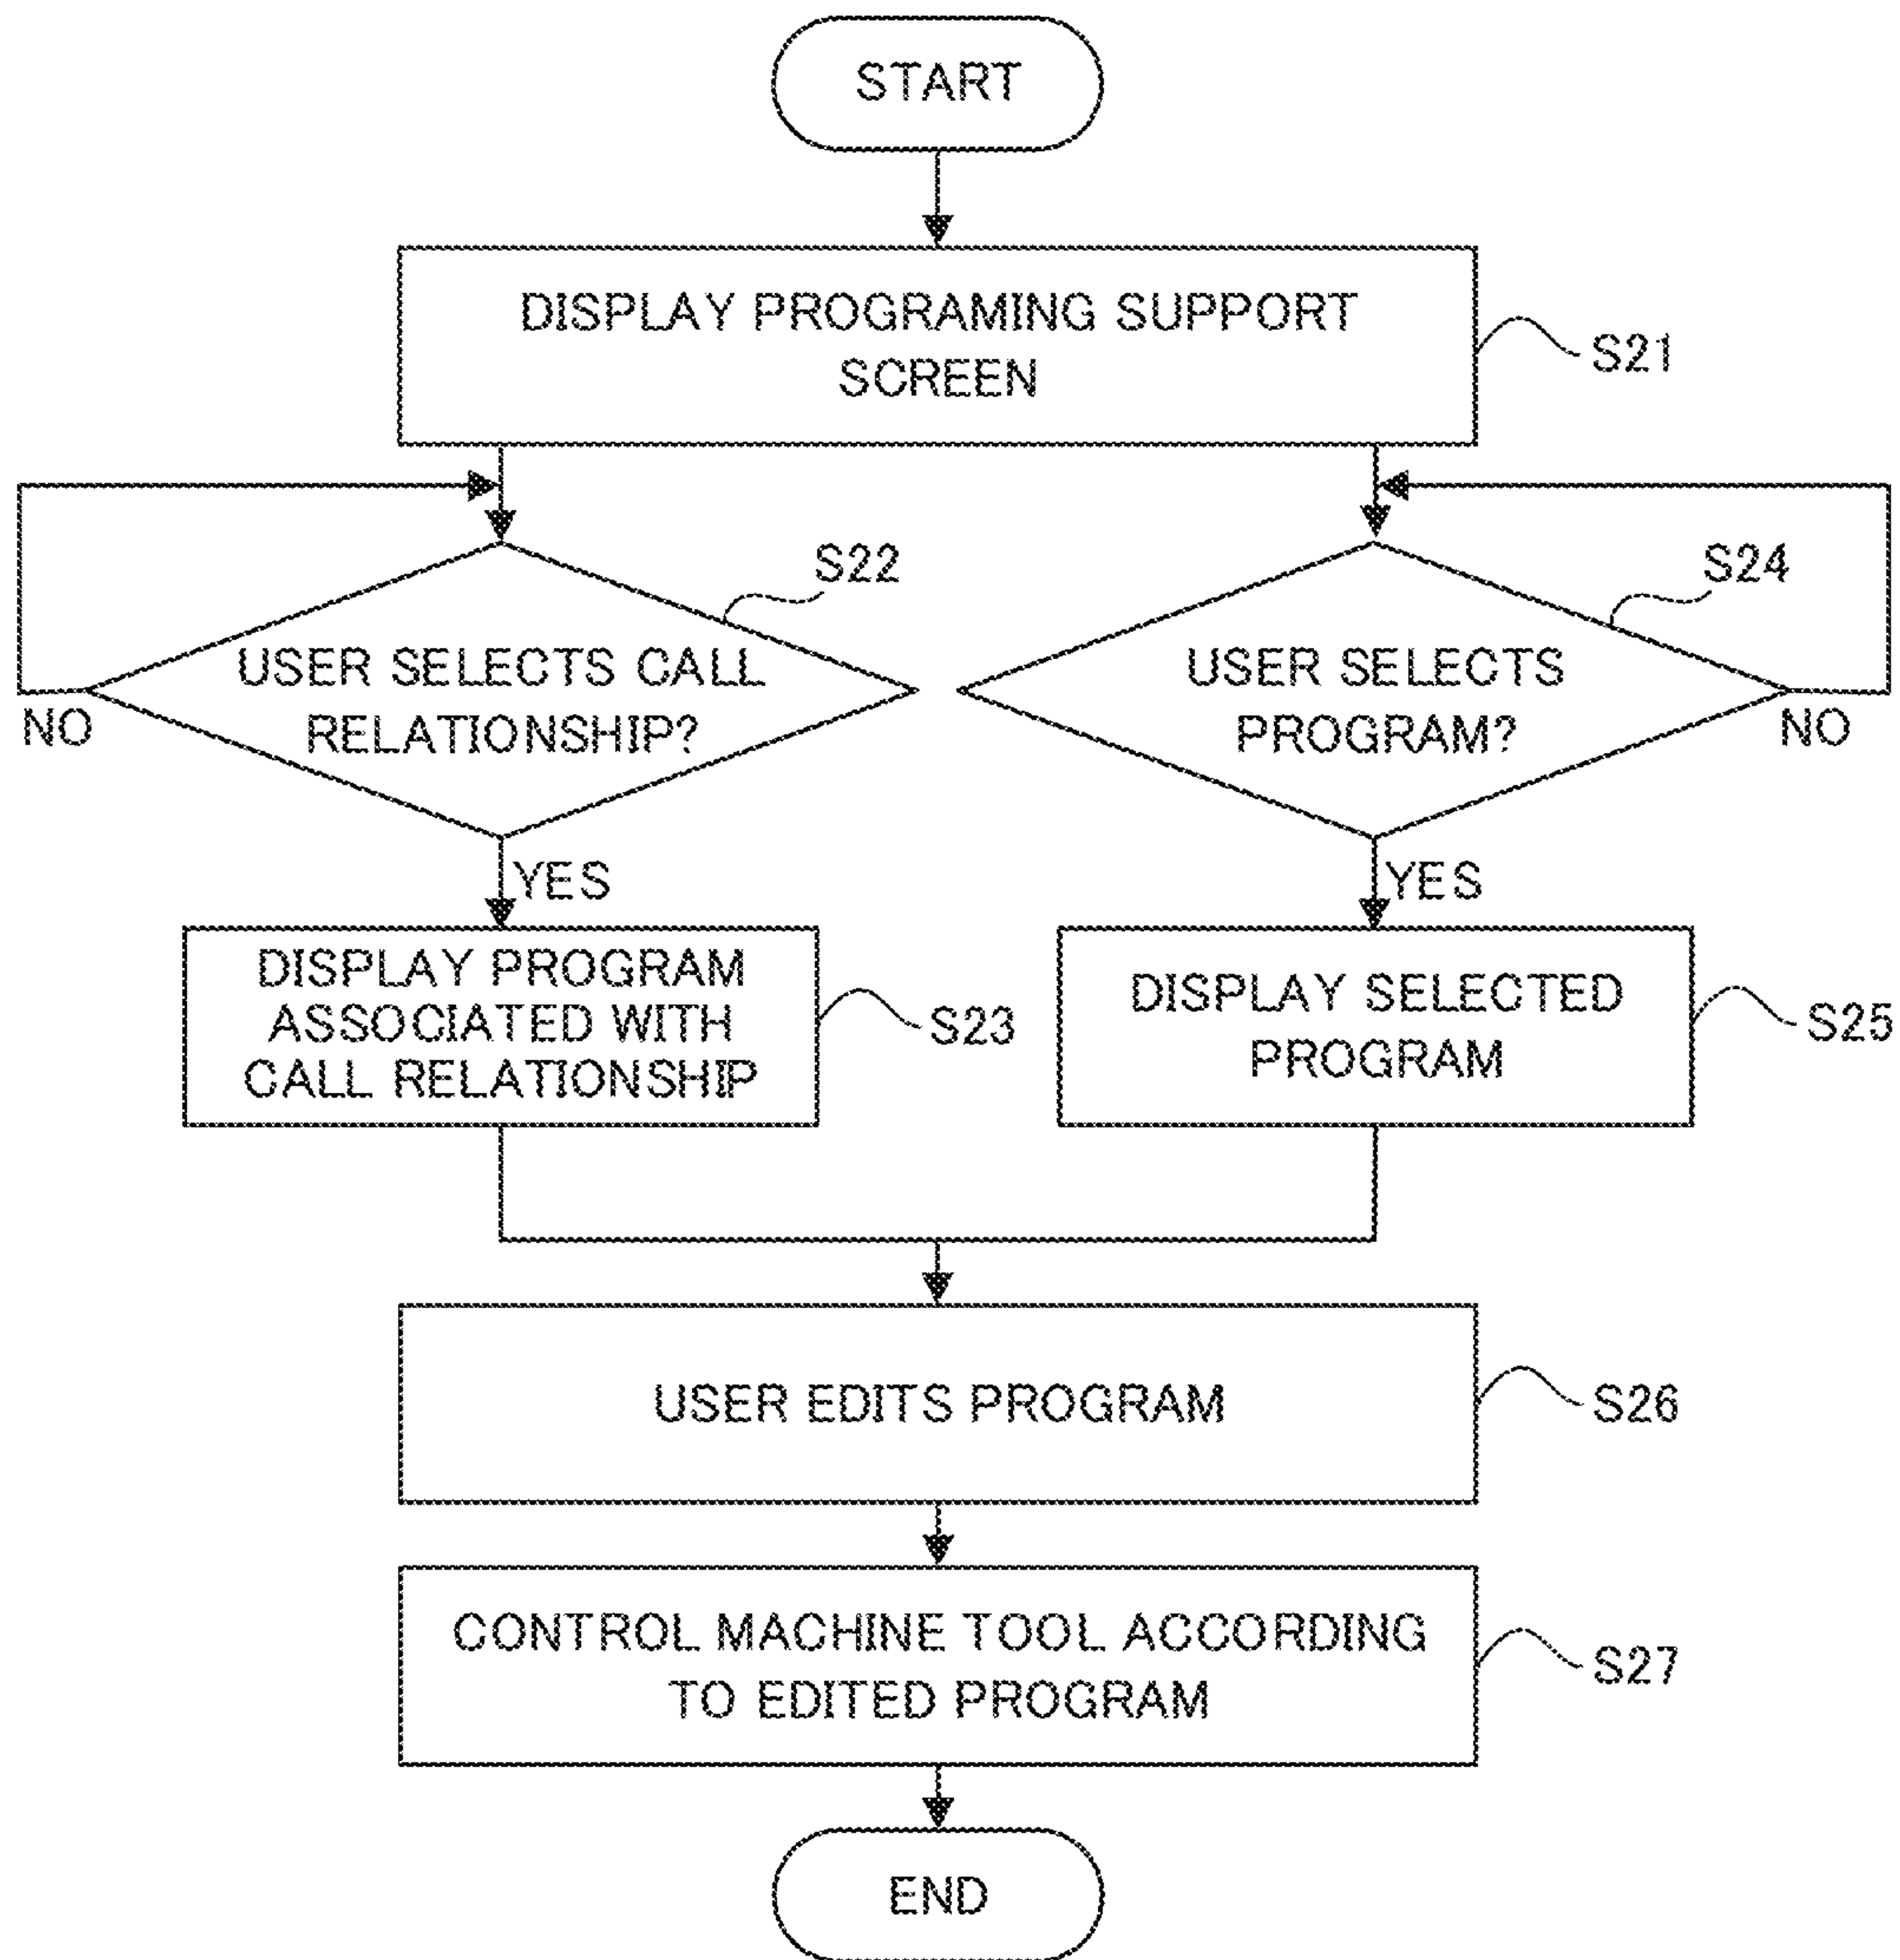 START
DISPLAY PROGRAMING SUPPORT
SCREEN
S21
S22
USER SELECTS CALL
RELATIONSHIP?
NO
YES
S24
USER SELECTS
PROGRAM?
NO
YES
DISPLAY PROGRAM
ASSOCIATED WITH
CALL RELATIONSHIP
S23
DISPLAY SELECTED
PROGRAM
S25
USER EDITS PROGRAM
S26
CONTROL MACHINE TOOL ACCORDING
TO EDITED PROGRAM
S27
END